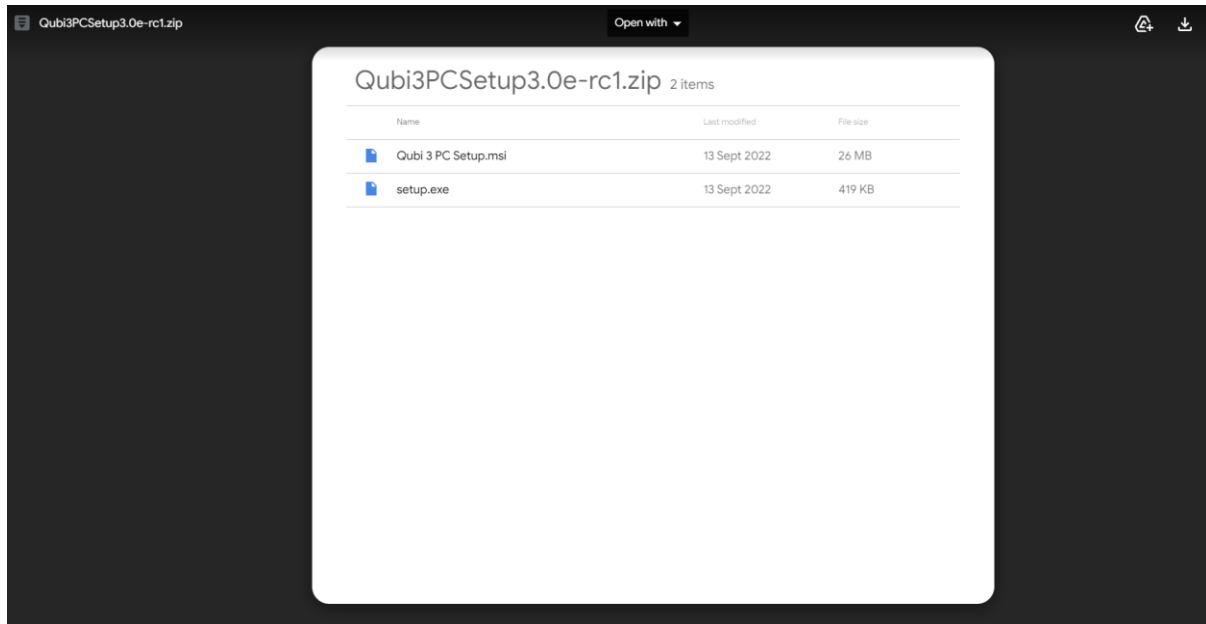 Qubi3PCSetup3.0e-rc1.zip Open with
Qubi3PCSetup3.0e-rc1.zip 2 items
Name Last modified File size
Qubi 3 PC Setup.msi 13 Sept 2022 26 MB
setup.exe 13 Sept 2022 419 KB